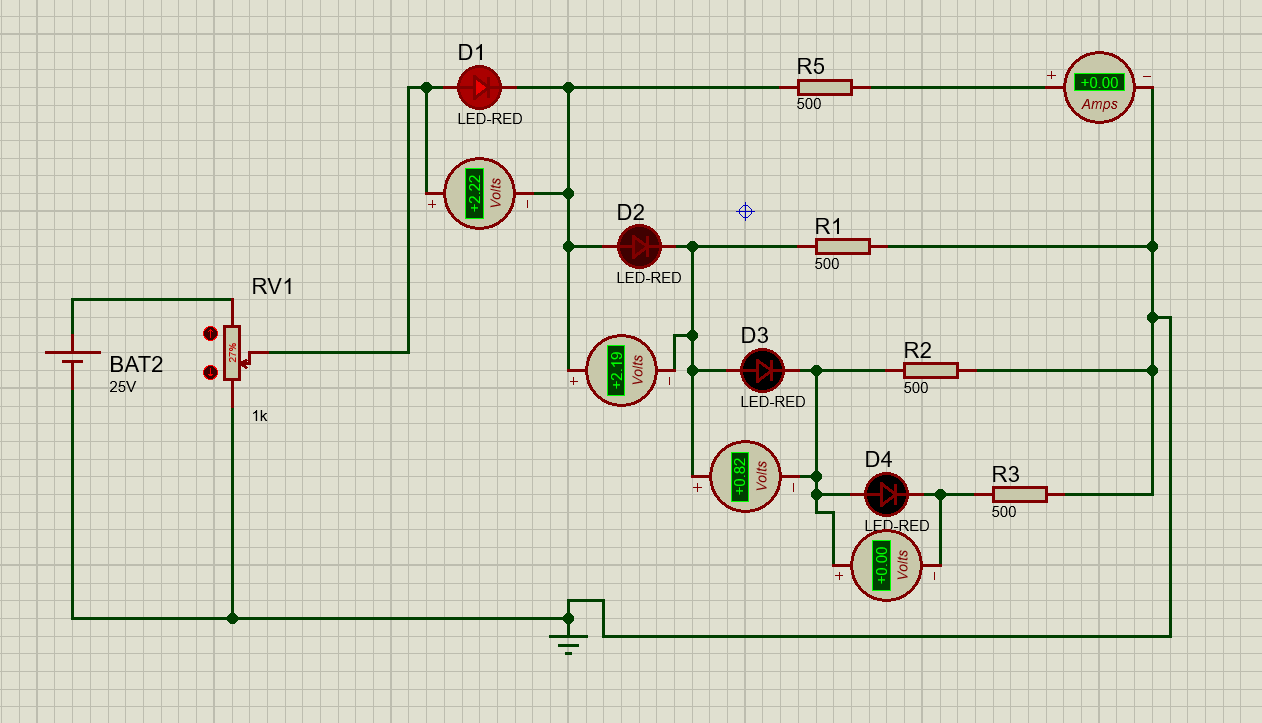 D1
LED-RED
R5
500
+
+0.00
Amps
−
+2.22
Volts
+
−
D2
LED-RED
R1
500
RV1
27%
1k
BAT2
25V
+2.19
Volts
+
−
D3
LED-RED
R2
500
+0.82
Volts
+
−
D4
LED-RED
R3
500
+0.00
Volts
+
−